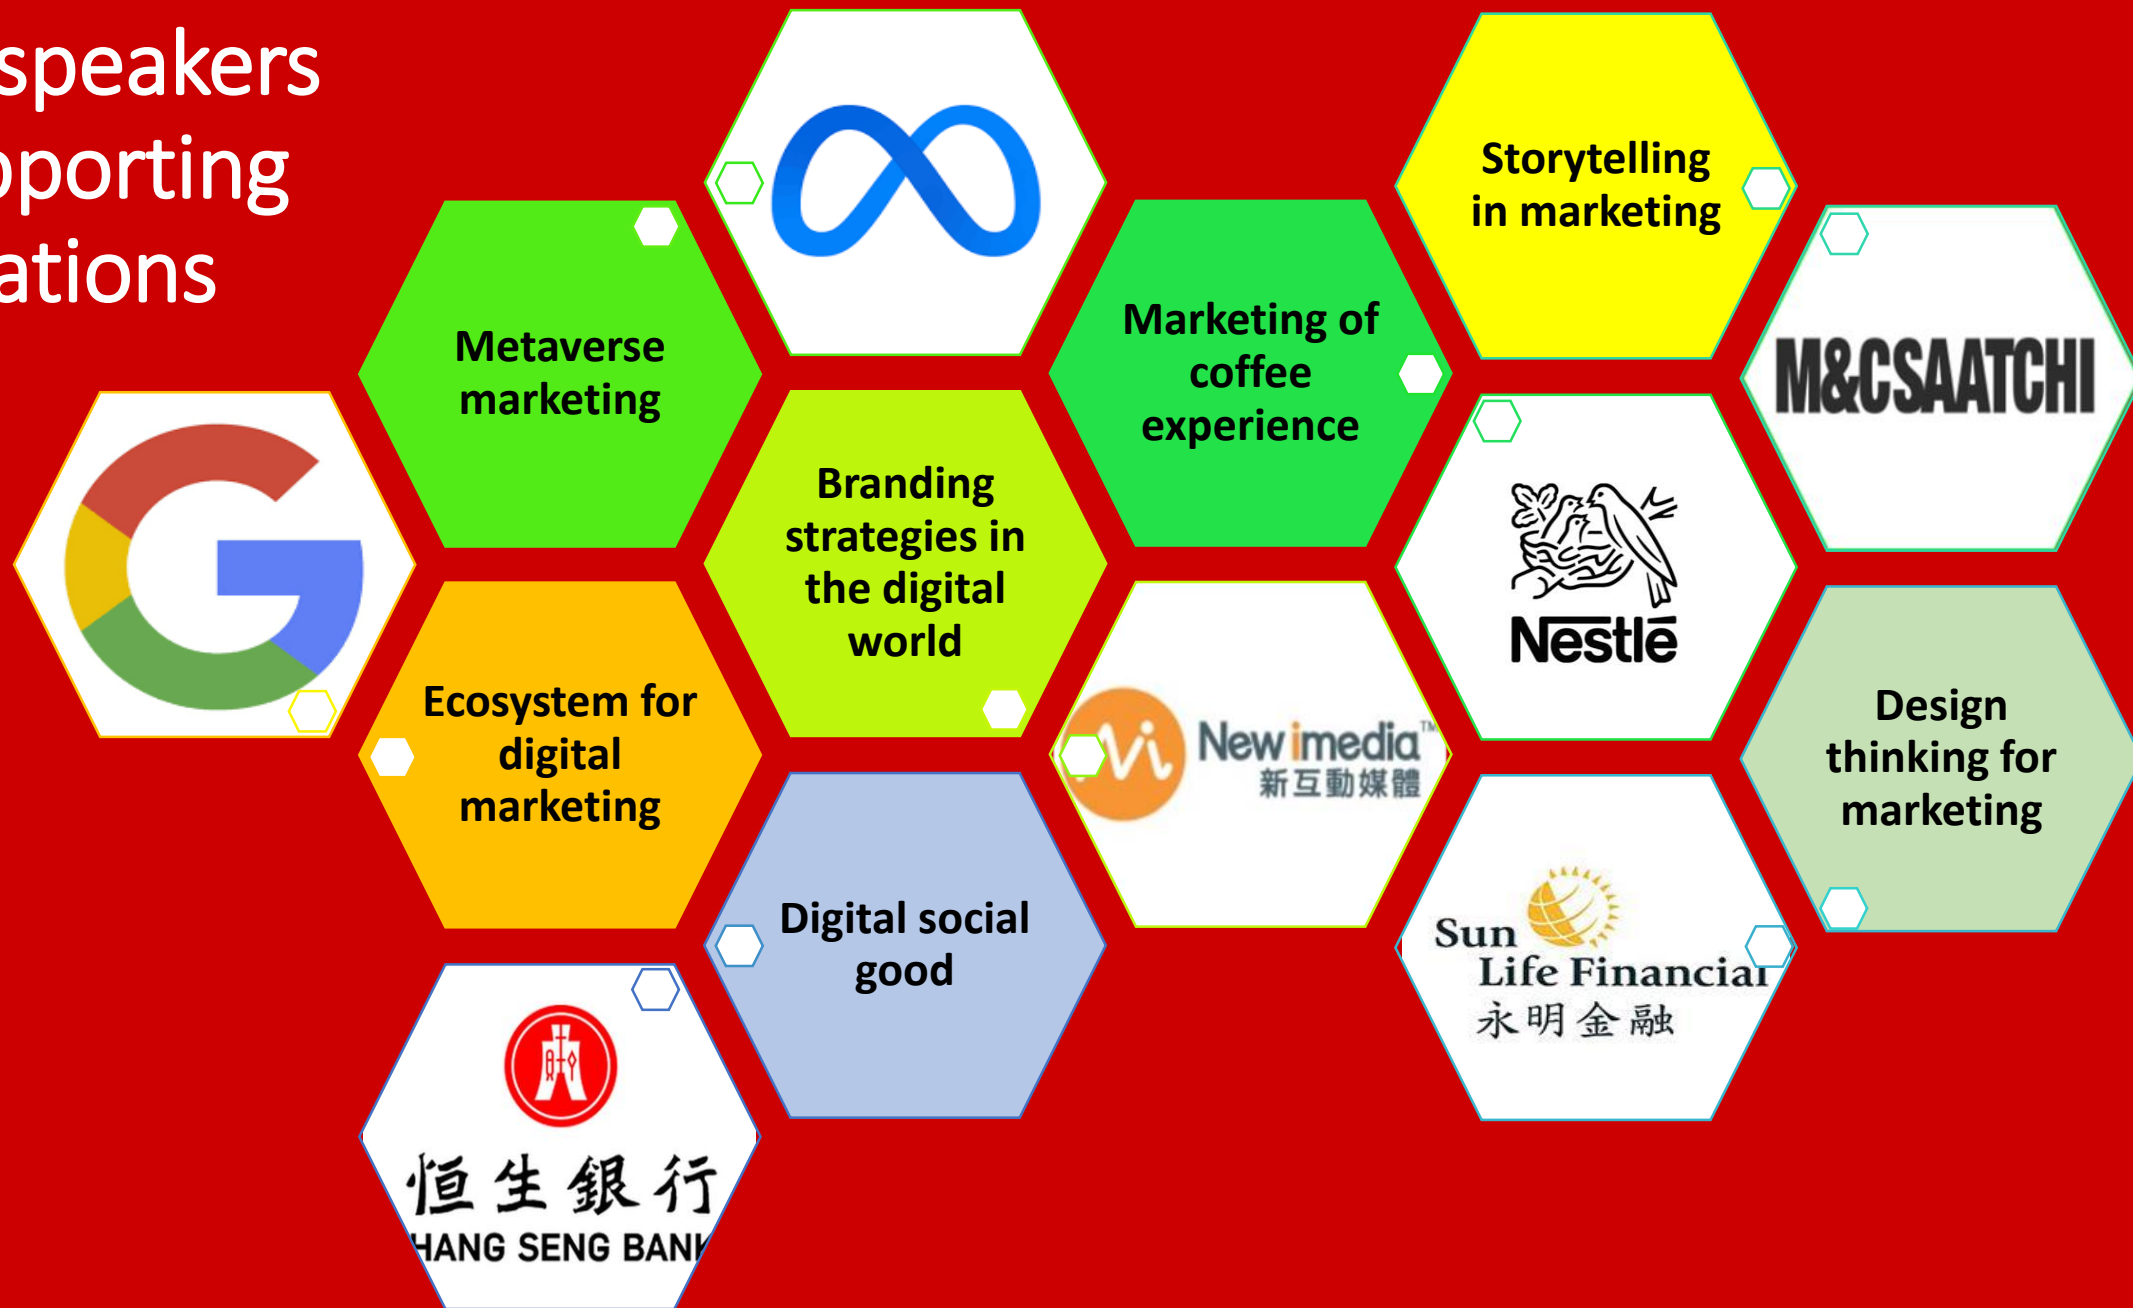 speakers
pporting
ations
Metaverse
marketing
Marketing of
coffee
experience
Storytelling
in marketing
M&CSAATCHI
Branding
strategies in
the digital
world
Nestlé
Ecosystem for
digital
marketing
New imedia™
新互動媒體
Design
thinking for
marketing
Digital social
good
Sun
Life Financial
永明金融
恒生銀行
HANG SENG BANK